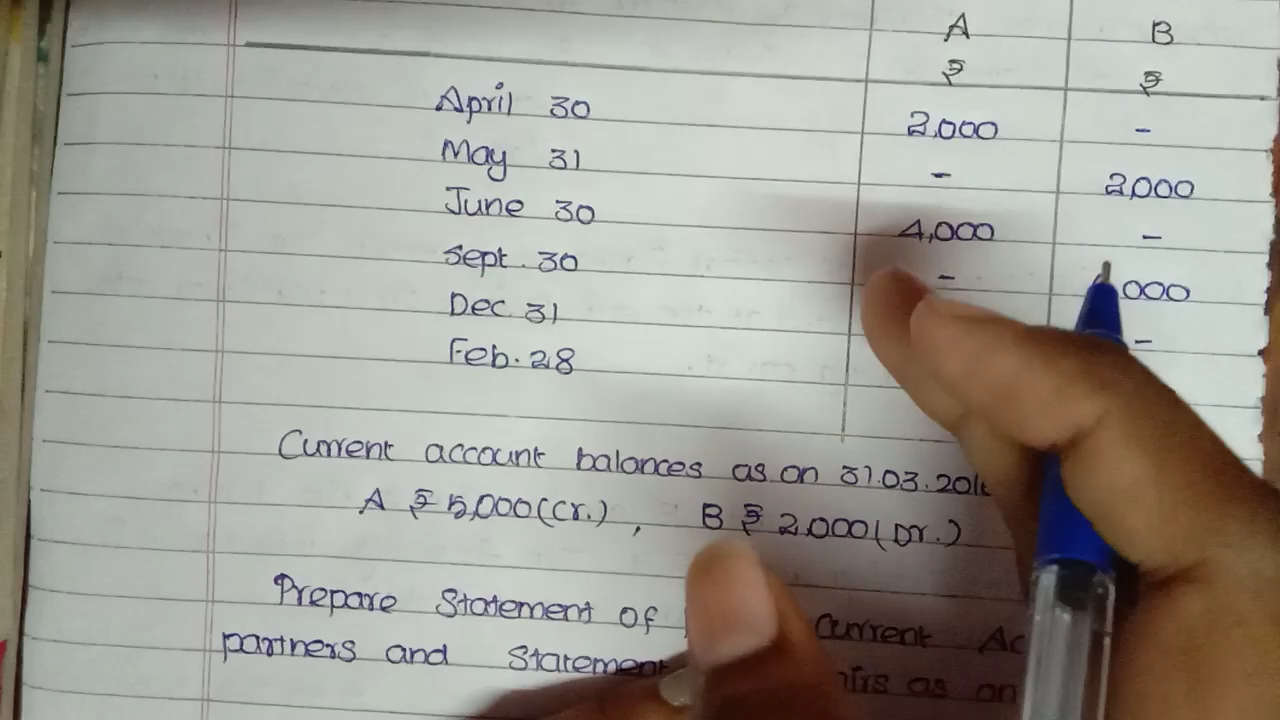 A B
₹ ₹
April 30 2,000 -
May 31 - 2,000
June 30 4,000 -
Sept. 30 - 000
Dec. 31 -
Feb. 28
Current account balances as on 31.03.201
A ₹ 5,000 (Cr.) , B ₹ 2,000 (Dr.)
Prepare Statement of Current
partners and Statement as on